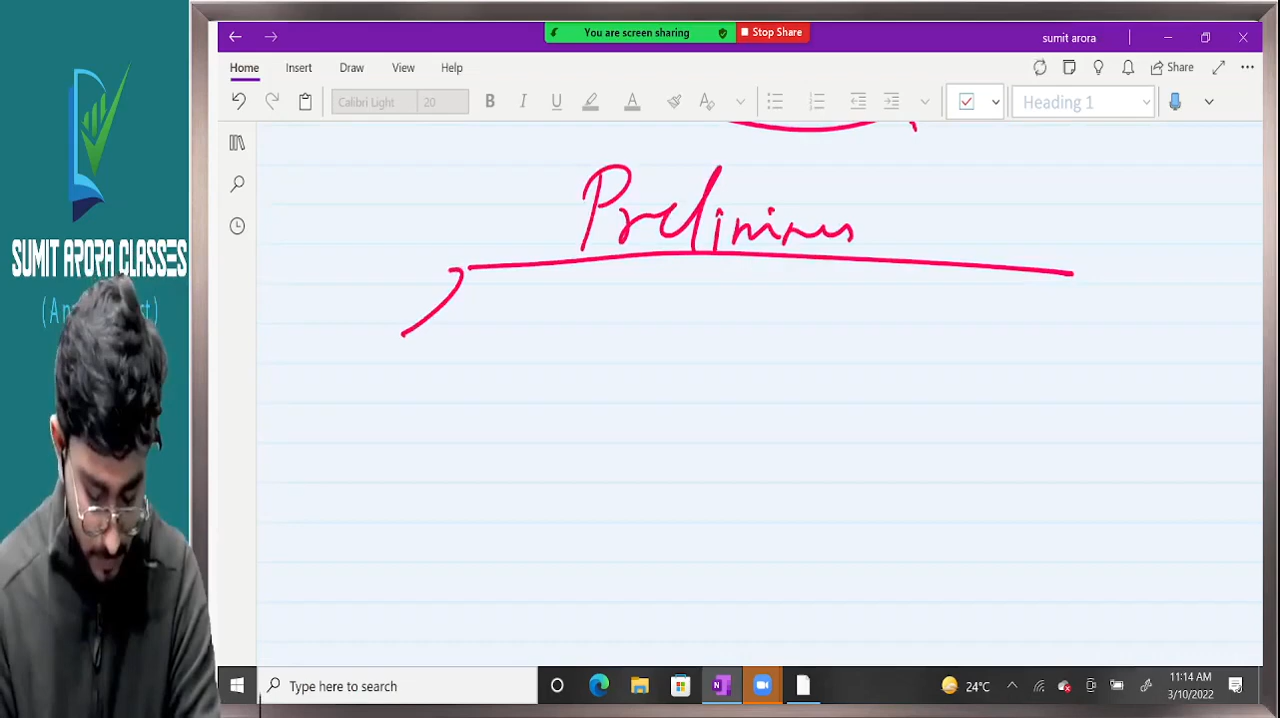 You are screen sharing Stop Share
sumit arora
Home Insert Draw View Help Share
Calibri Light 20 B I U A A Heading 1
SUMIT ARORA CLASSES
Type here to search
24°C
11:14 AM
3/10/2022